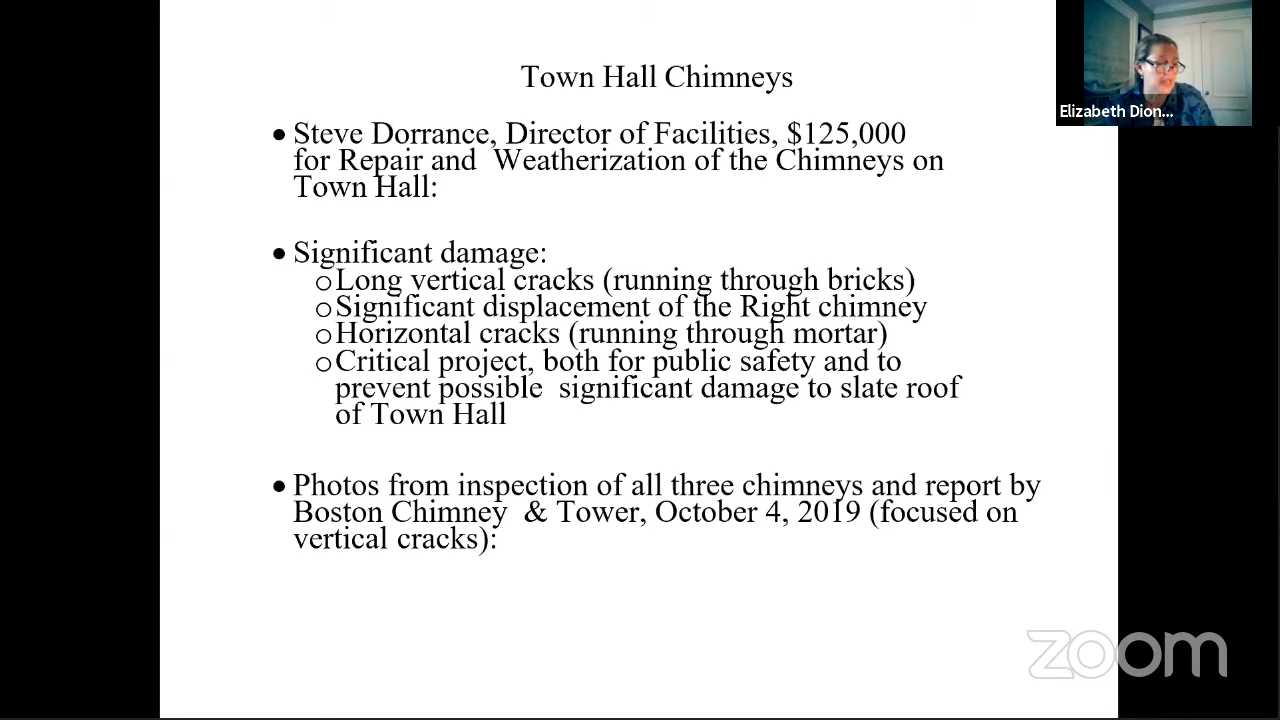 Town Hall Chimneys
• Steve Dorrance, Director of Facilities, $125,000
for Repair and  Weatherization of the Chimneys on
Town Hall:
• Significant damage:
o Long vertical cracks (running through bricks)
o Significant displacement of the Right chimney
o Horizontal cracks (running through mortar)
o Critical project, both for public safety and to
prevent possible  significant damage to slate roof
of Town Hall
• Photos from inspection of all three chimneys and report by
Boston Chimney  & Tower, October 4, 2019 (focused on
vertical cracks):
Elizabeth Dion...
zoom